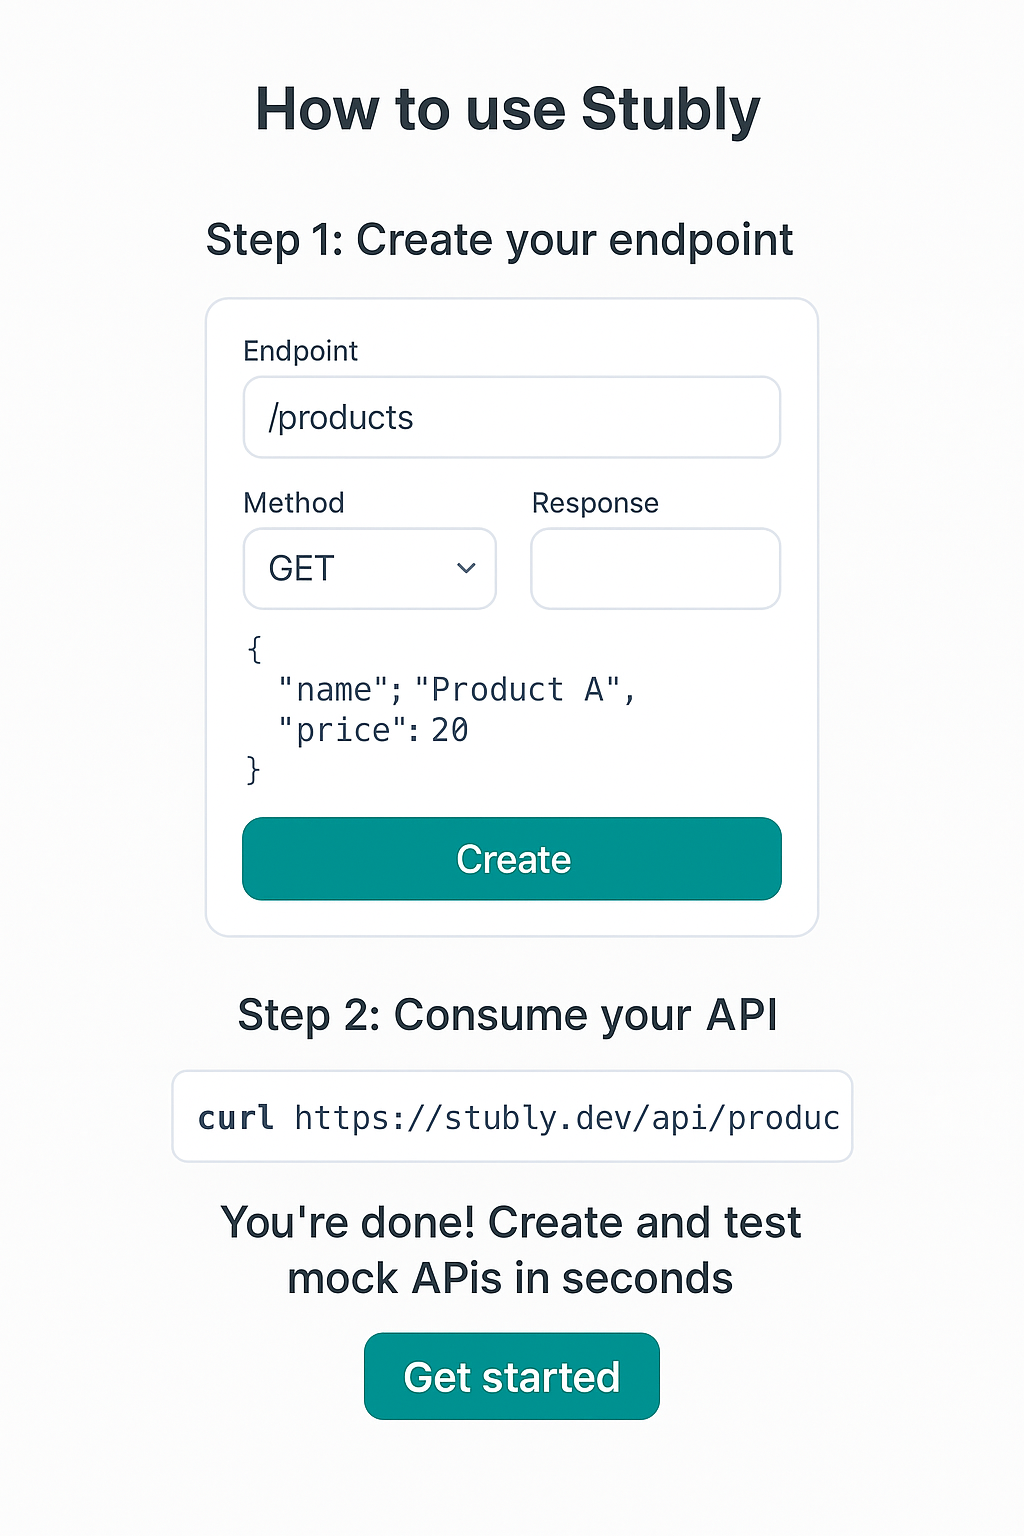 How to use Stubly
Step 1: Create your endpoint
Endpoint
/products
Method
Response
GET
{
"name"; "Product A",
"price": 20
}
Create
Step 2: Consume your API
curl https://stubly.dev/api/produc
You're done! Create and test
mock APis in seconds
Get started